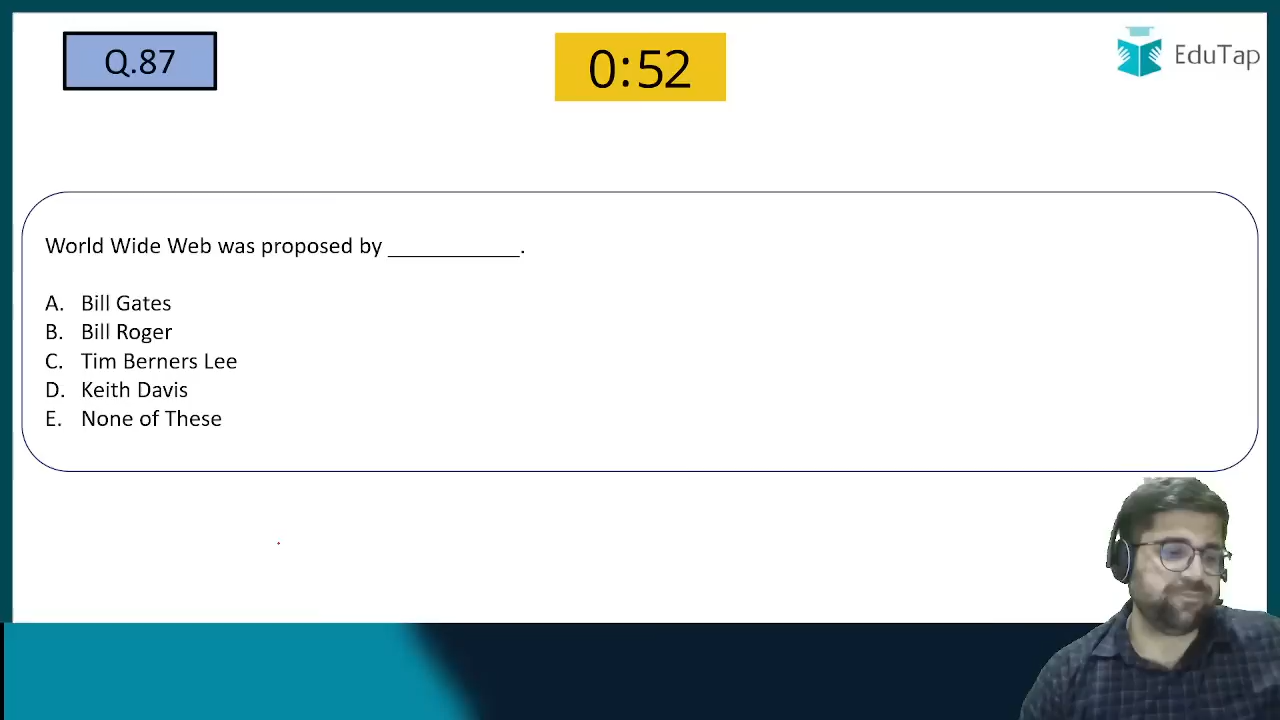 Q.87
0:52
EduTap
World Wide Web was proposed by ____________.
A. Bill Gates
B. Bill Roger
C. Tim Berners Lee
D. Keith Davis
E. None of These